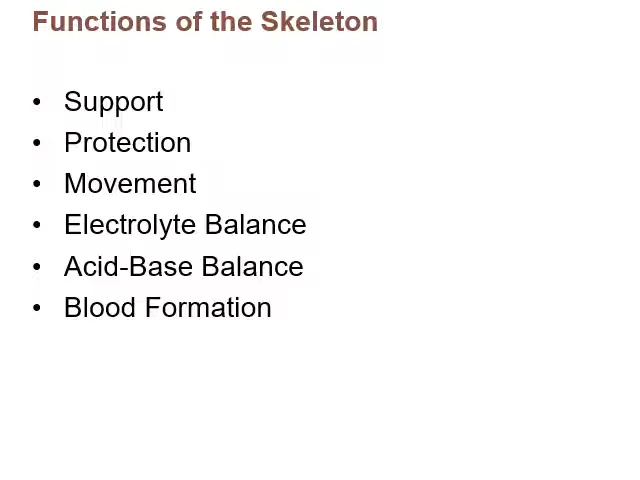 Functions of the Skeleton
• Support
• Protection
• Movement
• Electrolyte Balance
• Acid-Base Balance
• Blood Formation